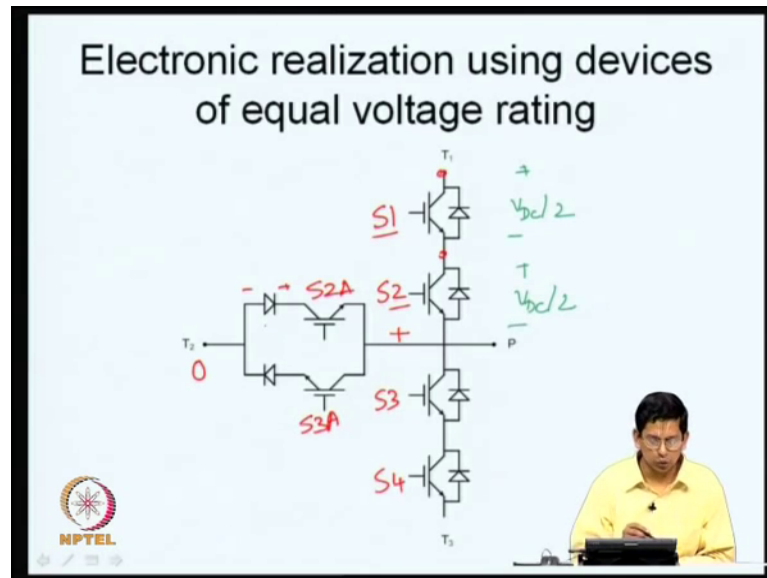 Electronic realization using devices
of equal voltage rating
T₁
+
S1
VDC/2
-
- + S2A
S2
+
VDC/2
-
T₂
+
P
0
S3A
S3
S4
T₃
NPTEL